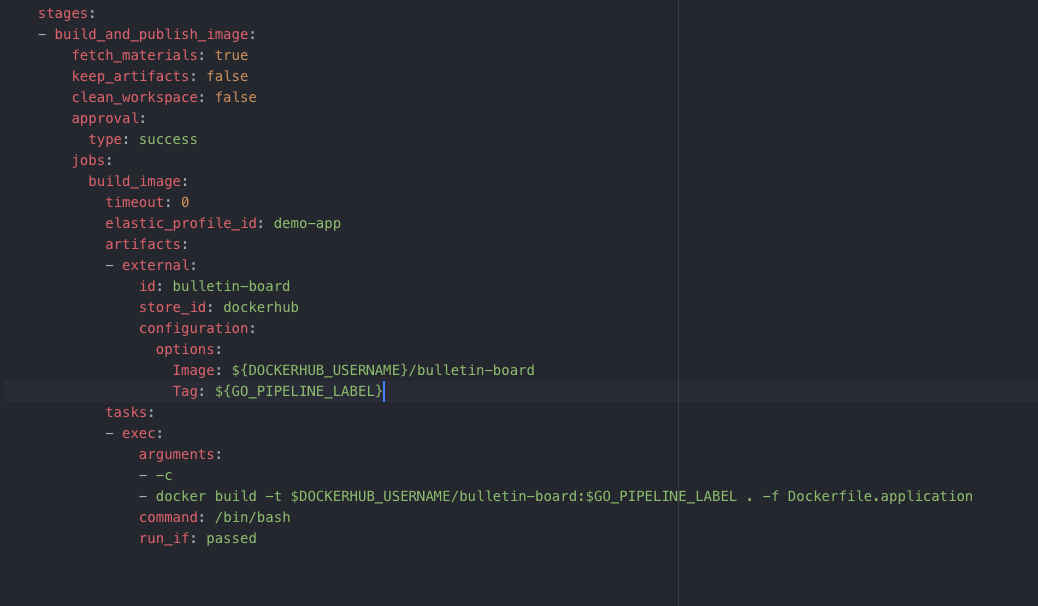 stages:
- build_and_publish_image:
    fetch_materials: true
    keep_artifacts: false
    clean_workspace: false
    approval:
      type: success
    jobs:
      build_image:
        timeout: 0
        elastic_profile_id: demo-app
        artifacts:
        - external:
            id: bulletin-board
            store_id: dockerhub
            configuration:
              options:
                Image: ${DOCKERHUB_USERNAME}/bulletin-board
                Tag: ${GO_PIPELINE_LABEL}
        tasks:
        - exec:
            arguments:
            - -c
            - docker build -t $DOCKERHUB_USERNAME/bulletin-board:$GO_PIPELINE_LABEL . -f Dockerfile.application
            command: /bin/bash
            run_if: passed